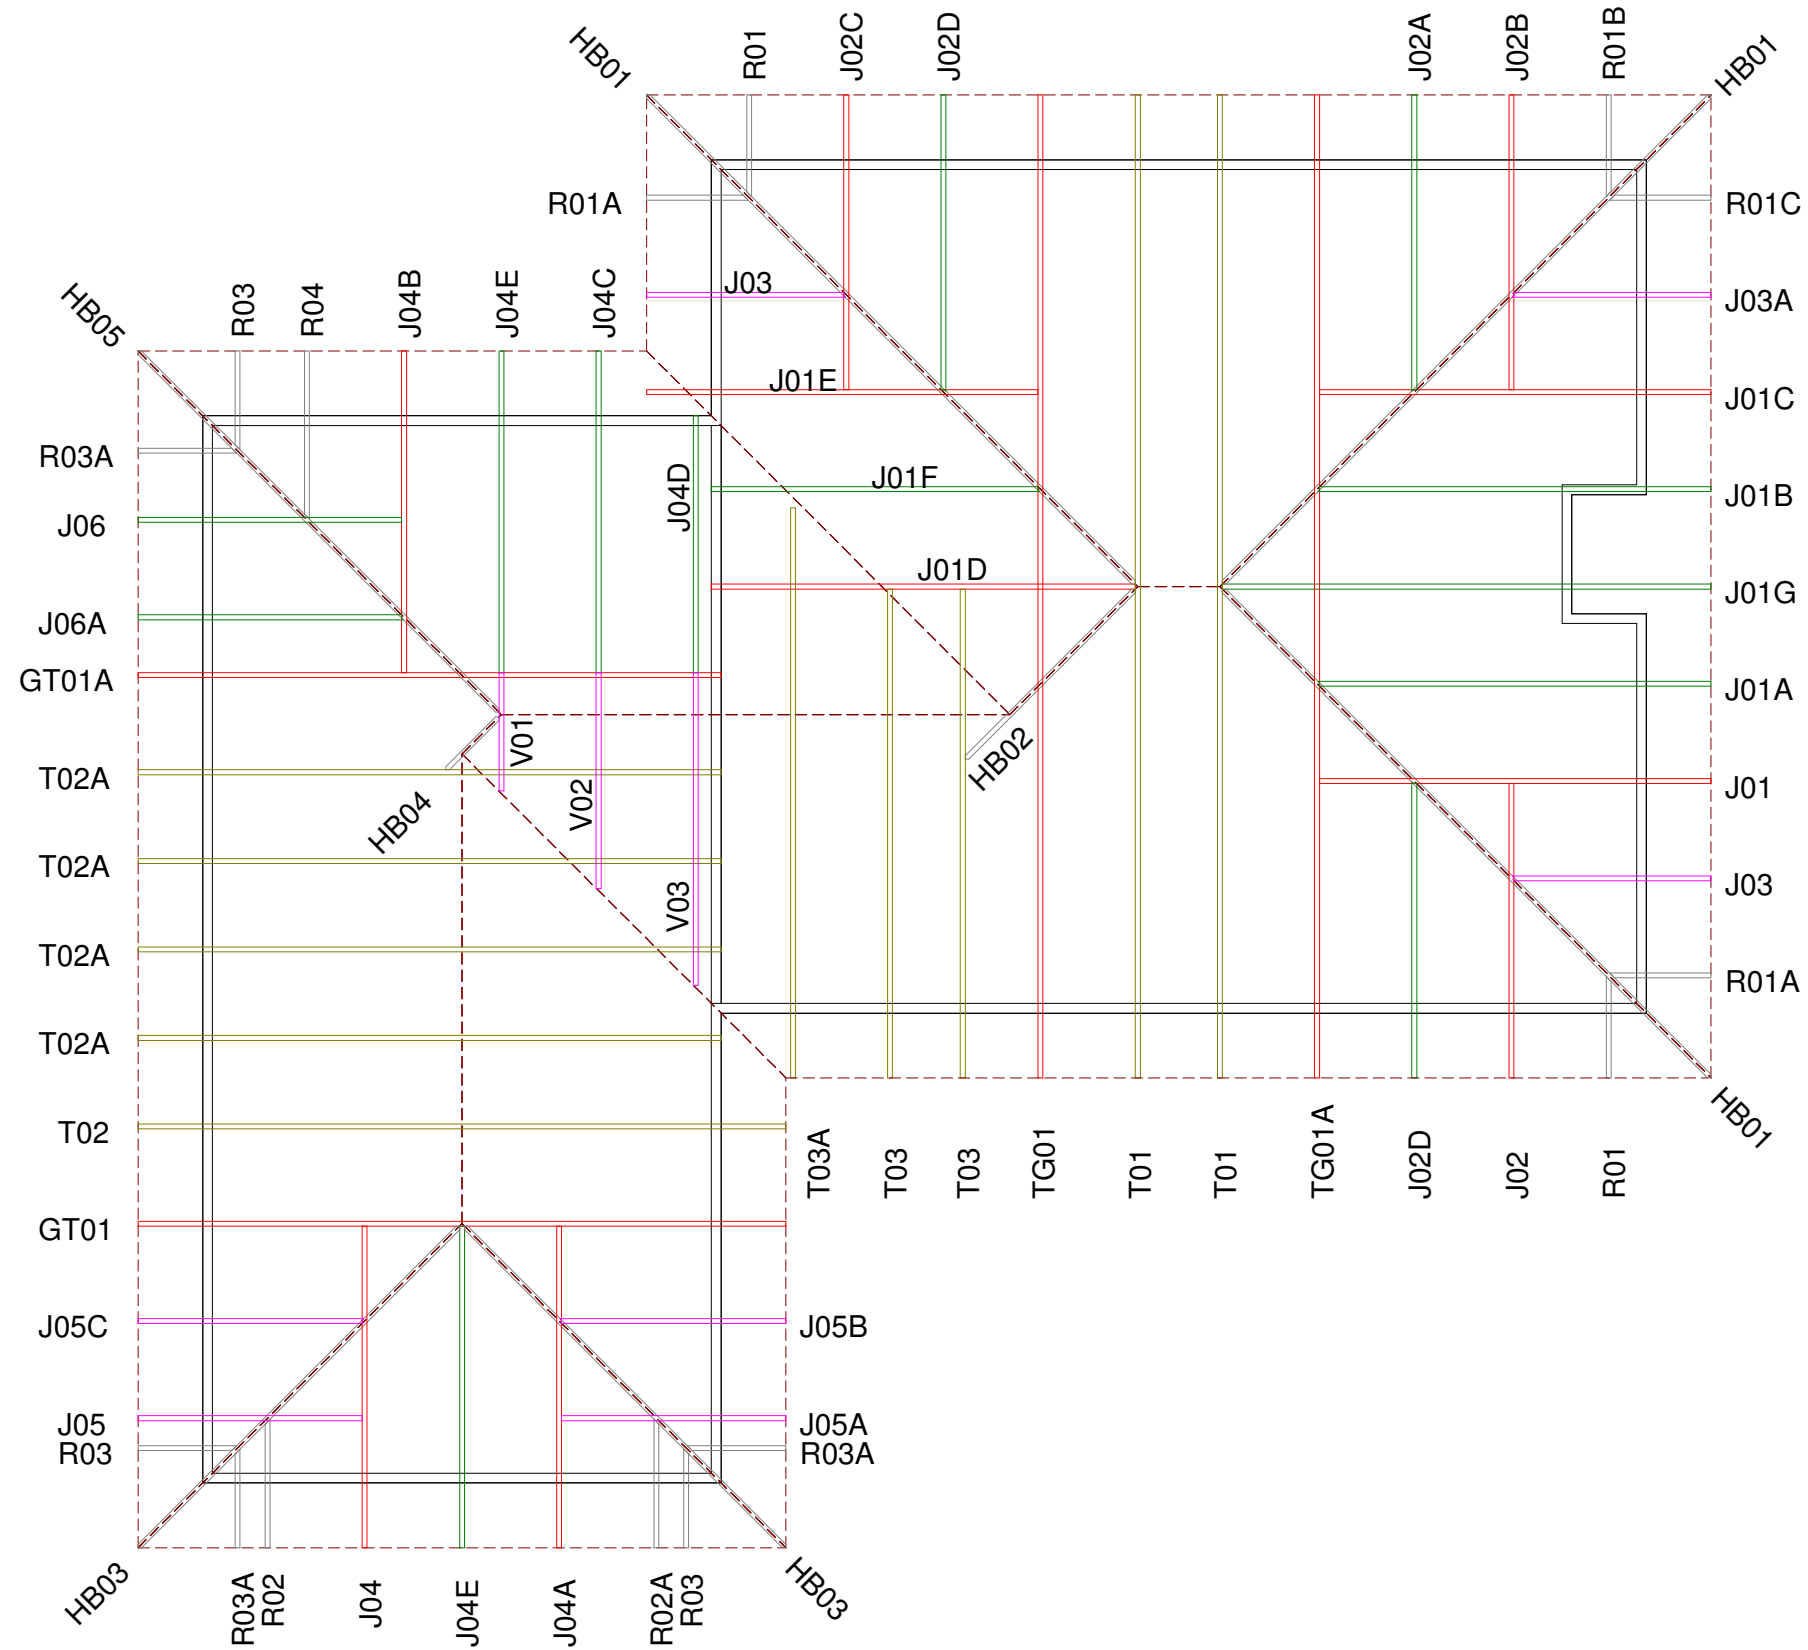 HB01
R01
J02C
J02D
J02A
J02B
R01B
HB01
R01A
R01C
J03
J03A
HB05
R03
R04
J04B
J04E
J04C
J01E
J01C
R03A
J04D
J01F
J01B
J06
J01D
J01G
J06A
GT01A
J01A
V01
T02A
HB04
V02
HB02
J01
T02A
V03
J03
T02A
R01A
T02A
T02
T03A
T03
T03
TG01
T01
T01
TG01A
J02D
J02
R01
HB01
GT01
J05C
J05B
J05
J05A
R03
R03A
HB03
R03A
R02
J04
J04E
J04A
R02A
R03
HB03